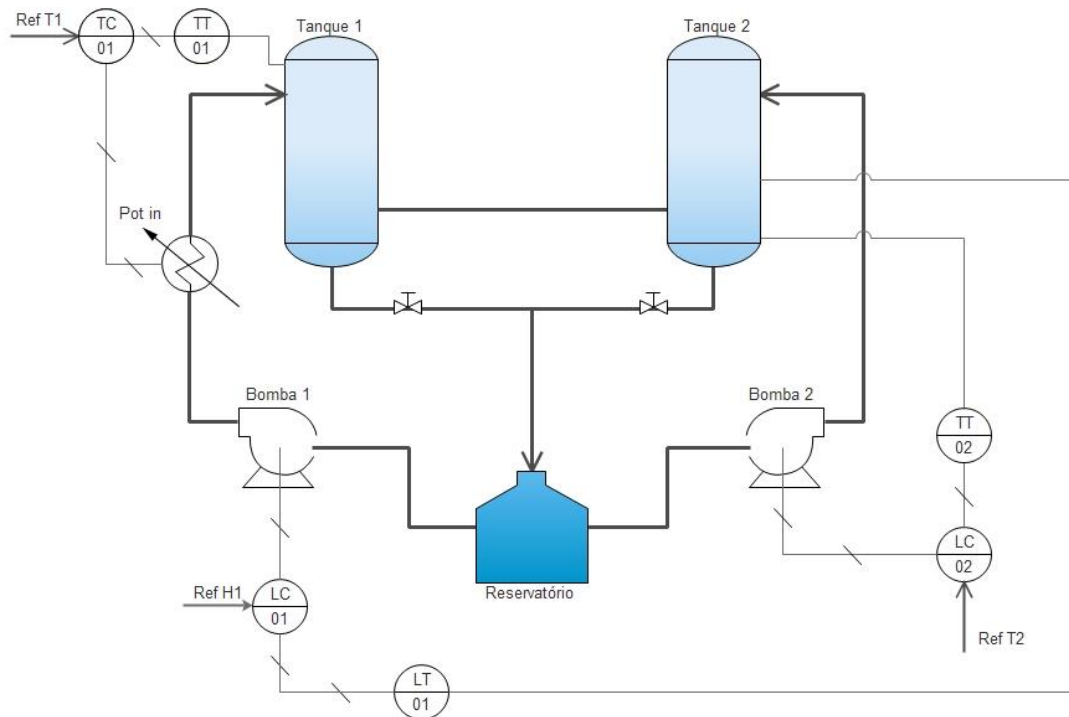 Ref T1
TC
01
TT
01
Tanque 1
Tanque 2
Pot in
Bomba 1
Bomba 2
TT
02
LC
02
Ref T2
Reservatório
Ref H1
LC
01
LT
01